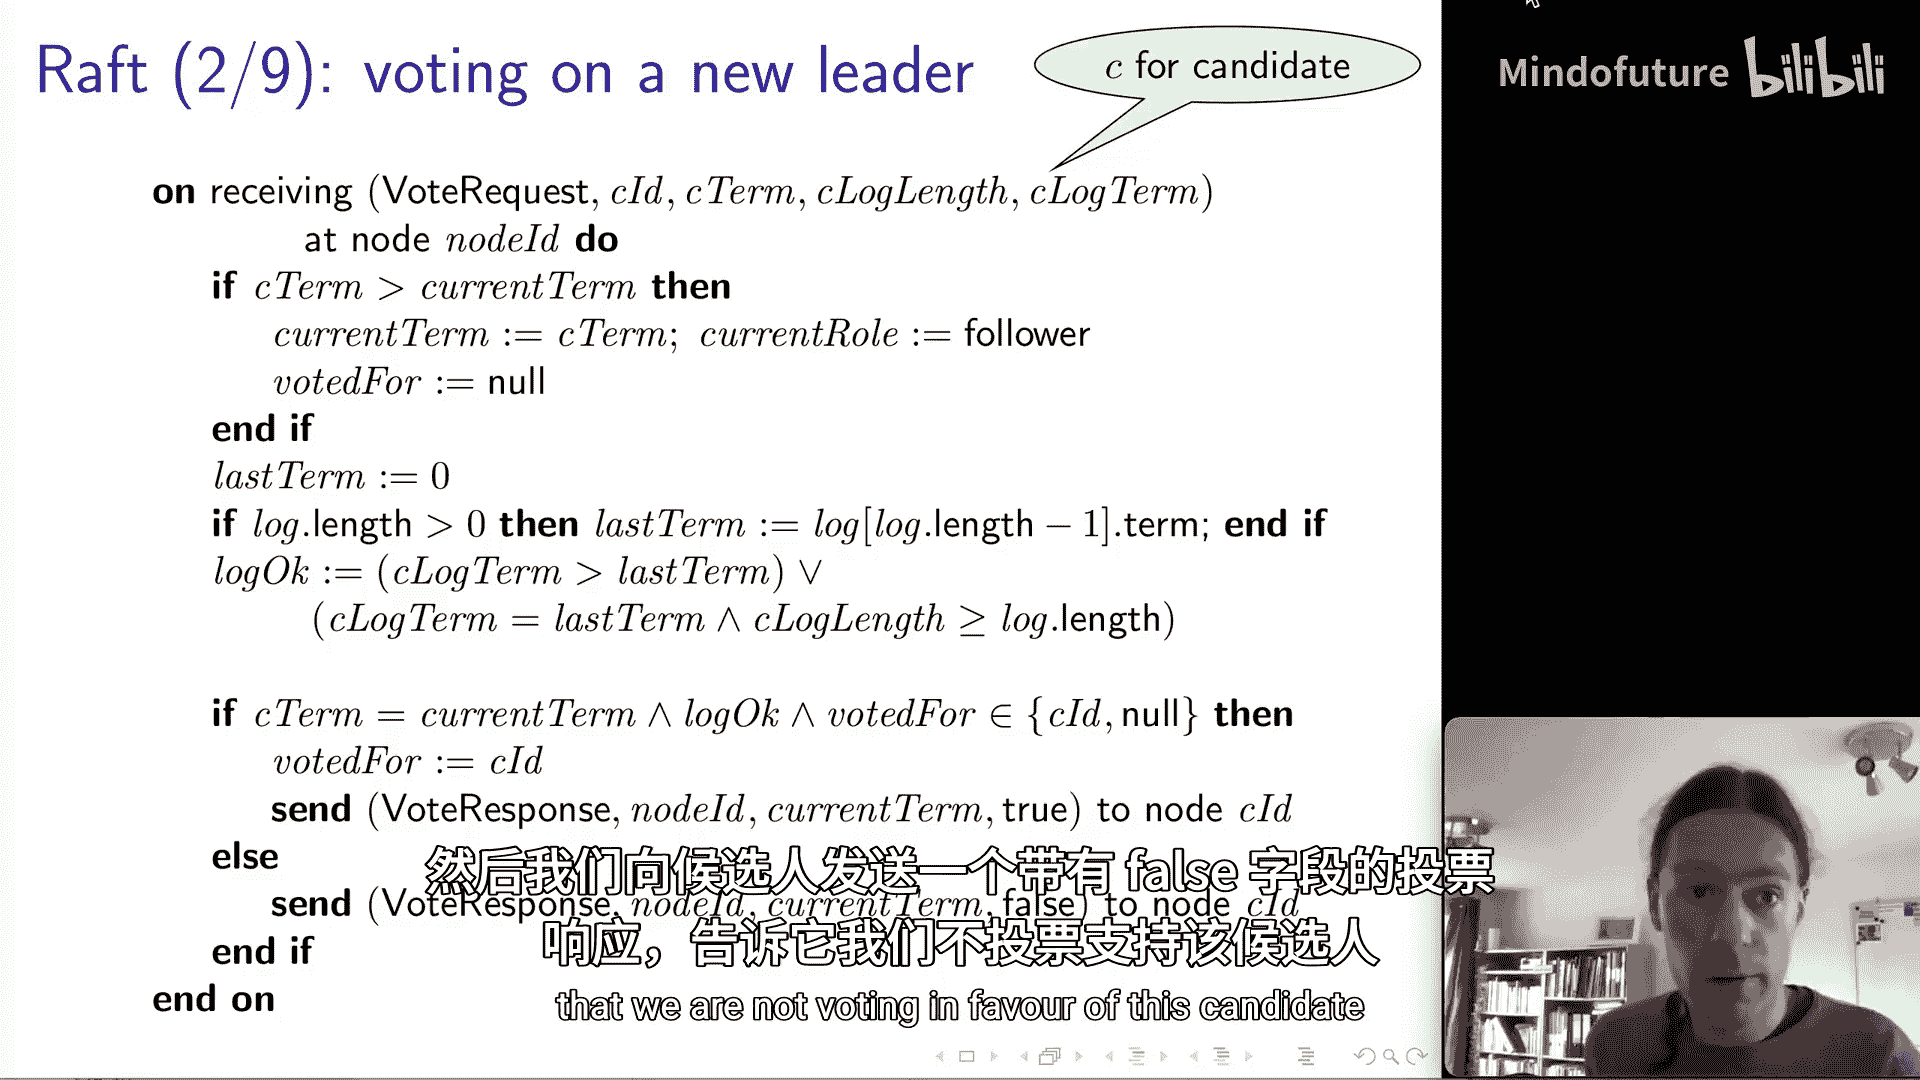 Raft (2/9): voting on a new leader
c for candidate
Mindofuture bilibili
on receiving (VoteRequest, cId, cTerm, cLogLength, cLogTerm)
at node nodeId do
if cTerm > currentTerm then
currentTerm := cTerm; currentRole := follower
votedFor := null
end if
lastTerm := 0
if log.length > 0 then lastTerm := log[log.length − 1].term; end if
logOk := (cLogTerm > lastTerm) ∨
(cLogTerm = lastTerm ∧ cLogLength ≥ log.length)
if cTerm = currentTerm ∧ logOk ∧ votedFor ∈ {cId, null} then
votedFor := cId
send (VoteResponse, nodeId, currentTerm, true) to node cId
else
send (VoteResponse, nodeId, currentTerm, false) to node cId
end if
end on
然后我们向候选人发送一个带有 false 字段的投票
响应，告诉它我们不投票支持该候选人
that we are not voting in favour of this candidate